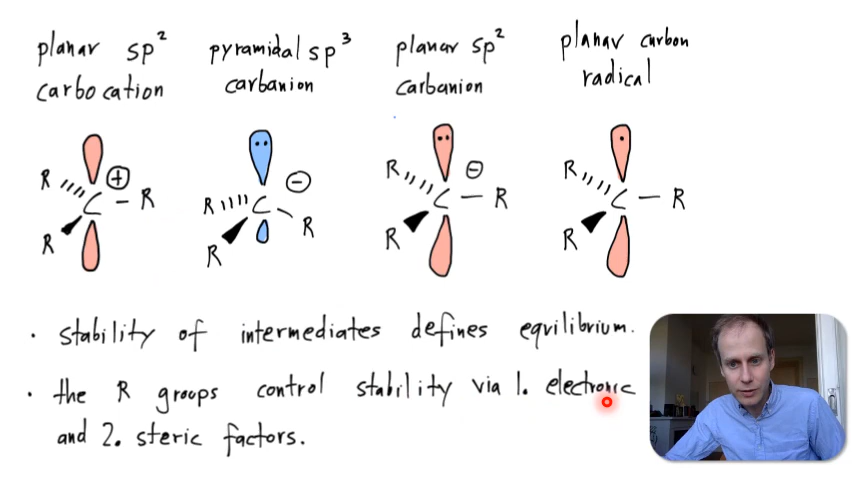 planar sp²
carbocation
pyramidal sp³
carbanion
planar sp²
carbanion
planar carbon
radical
R
+
C
R
R
R
C
−
R
R
R
−
C
R
R
R
C
R
R
· stability of intermediates defines equilibrium.
· the R groups control stability via 1. electronic
and 2. steric factors.